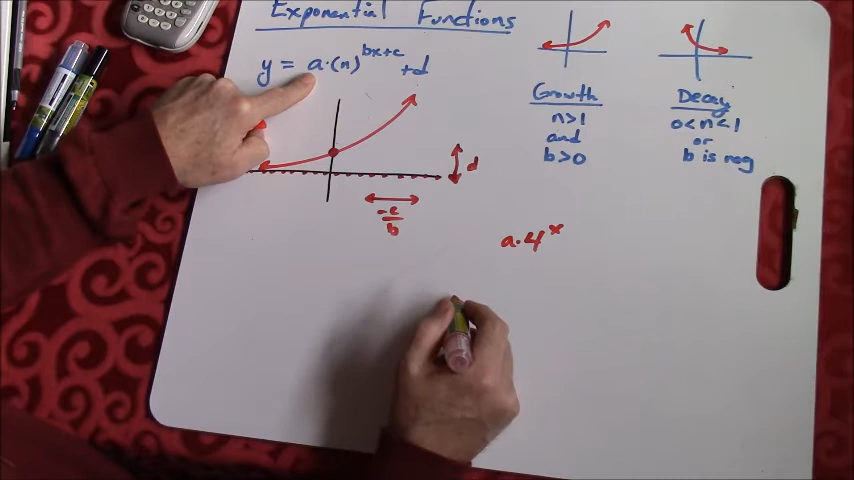 Exponential Functions
y = a·(n)^(bx+c) +d
d
-c/b
Growth
n>1
and
b>0
Decay
0<n<1
or
b is neg
a·4^x